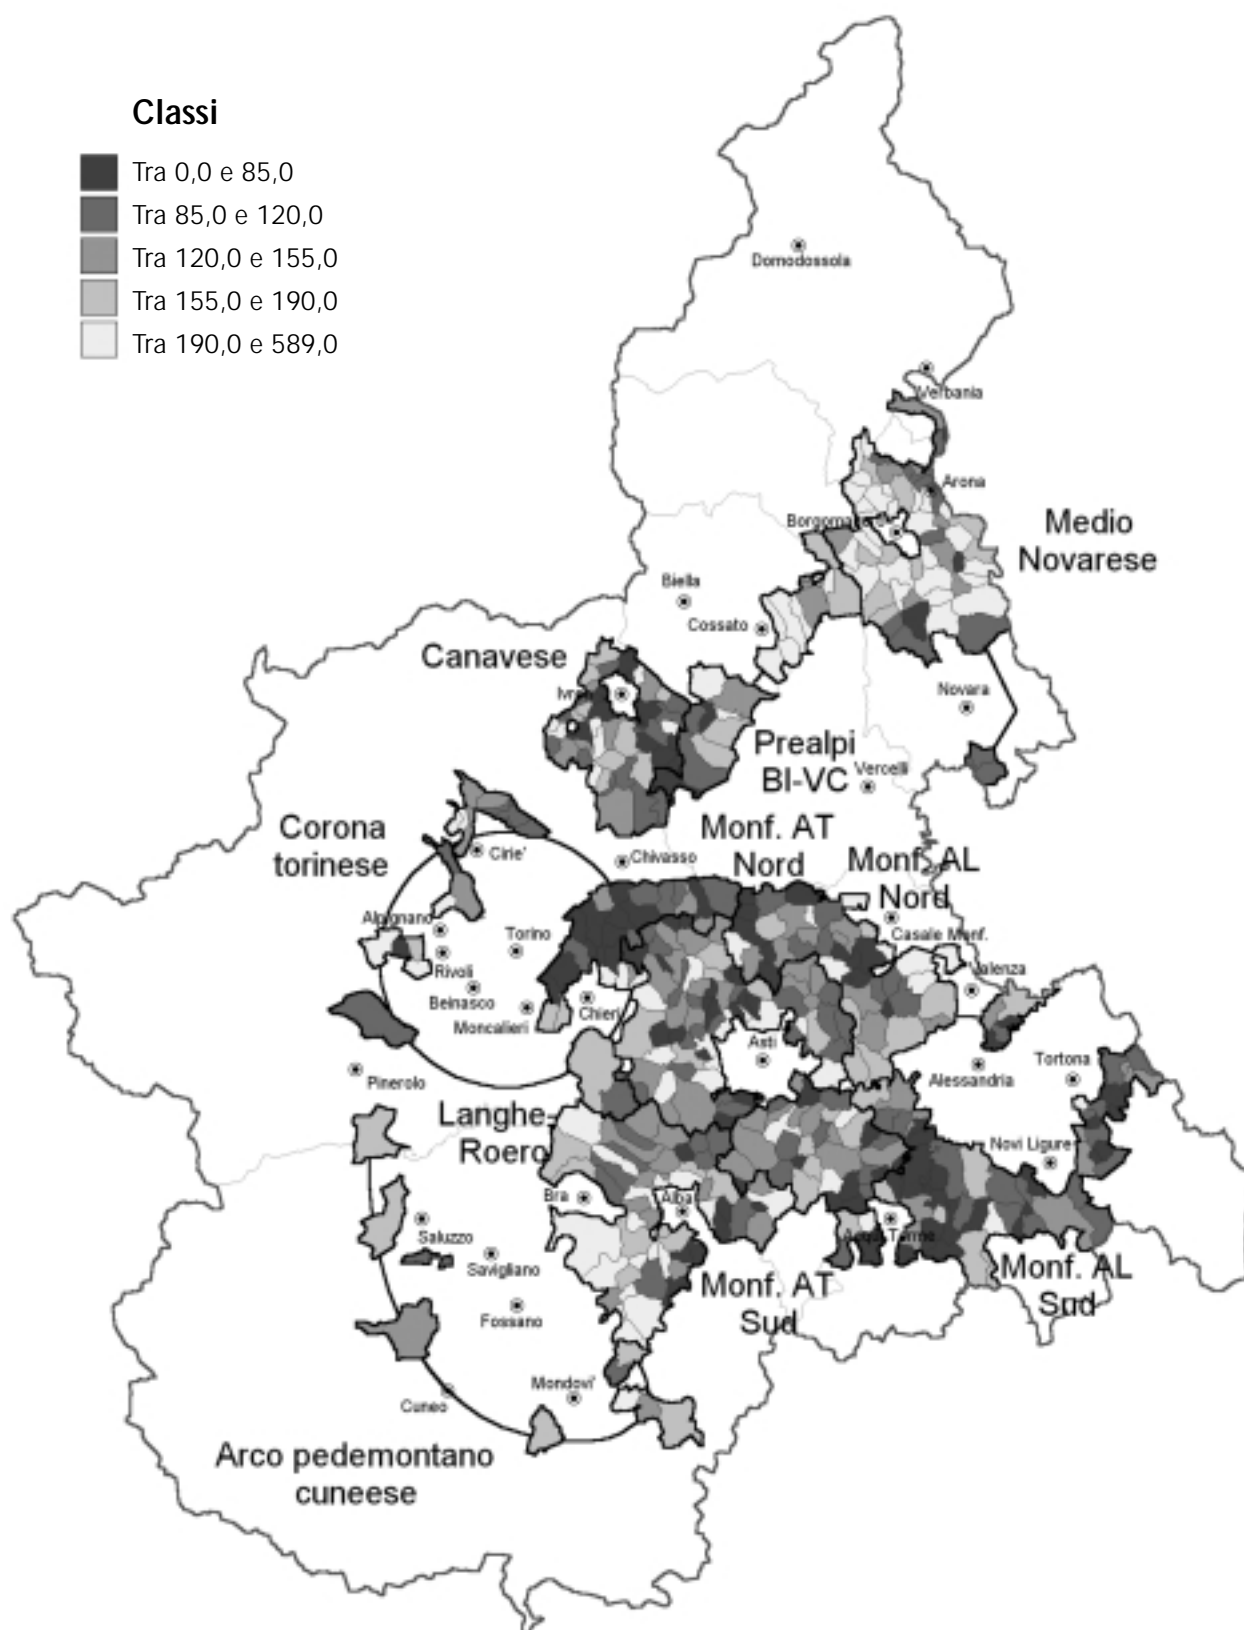 Classi
Tra 0,0 e 85,0
Tra 85,0 e 120,0
Tra 120,0 e 155,0
Tra 155,0 e 190,0
Tra 190,0 e 589,0
Domodossola
Verbania
Arona
Medio
Novarese
Biella
Cossato
Canavese
Novara
Prealpi
BI-VC
Vercelli
Corona
torinese
Monf. AT
Nord
Monf. AL
Nord
Cirie'
Chivasso
Alpignano
Torino
Casale Monf.
Rivoli
Valenza
Beinasco
Chieri
Moncalieri
Asti
Tortona
Pinerolo
Alessandria
Langhe-
Roero
Novi Ligure
Bra
Alba
Saluzzo
Acqui Terme
Savigliano
Monf. AT
Sud
Monf. AL
Sud
Fossano
Mondovi'
Cuneo
Arco pedemontano
cuneese